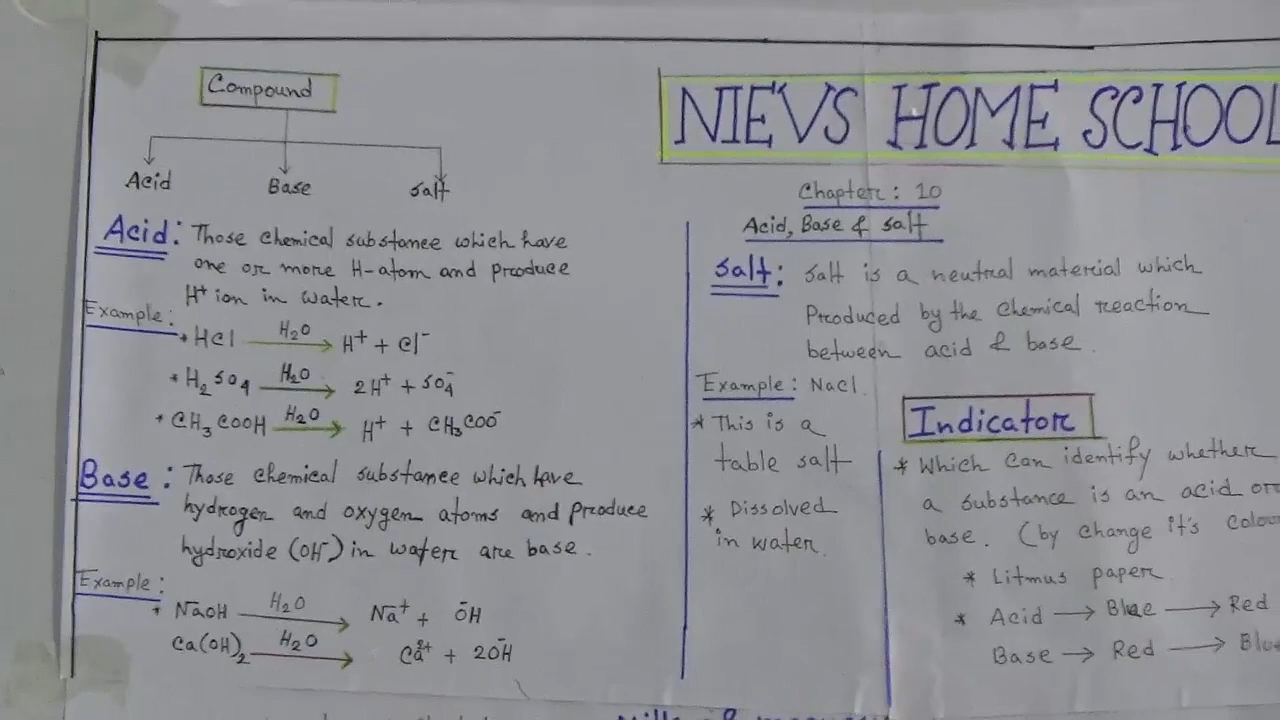 Compound
Acid Base Salt
Acid: Those chemical substance which have
one or more H-atom and produce
H⁺ ion in water.
Example:
* HCl H₂O → H⁺ + Cl⁻
* H₂SO₄ H₂O → 2H⁺ + SO₄⁻
* CH₃COOH H₂O → H⁺ + CH₃COO⁻
Base: Those chemical substance which have
hydrogen and oxygen atoms and produce
hydroxide (OH⁻) in water are base.
Example:
* NaOH H₂O → Na⁺ + OH⁻
Ca(OH)₂ H₂O → Ca²⁺ + 2OH⁻
NIEVS HOME SCHOOL
Chapter: 10
Acid, Base & Salt
Salt: Salt is a neutral material which
Produced by the chemical reaction
between acid & base.
Example: NaCl.
* This is a
table salt
* Dissolved
in water.
Indicator
* Which can identify whether
a substance is an acid or
base. (by change it's colou
* Litmus paper
* Acid → Blue → Red
Base → Red → Blu